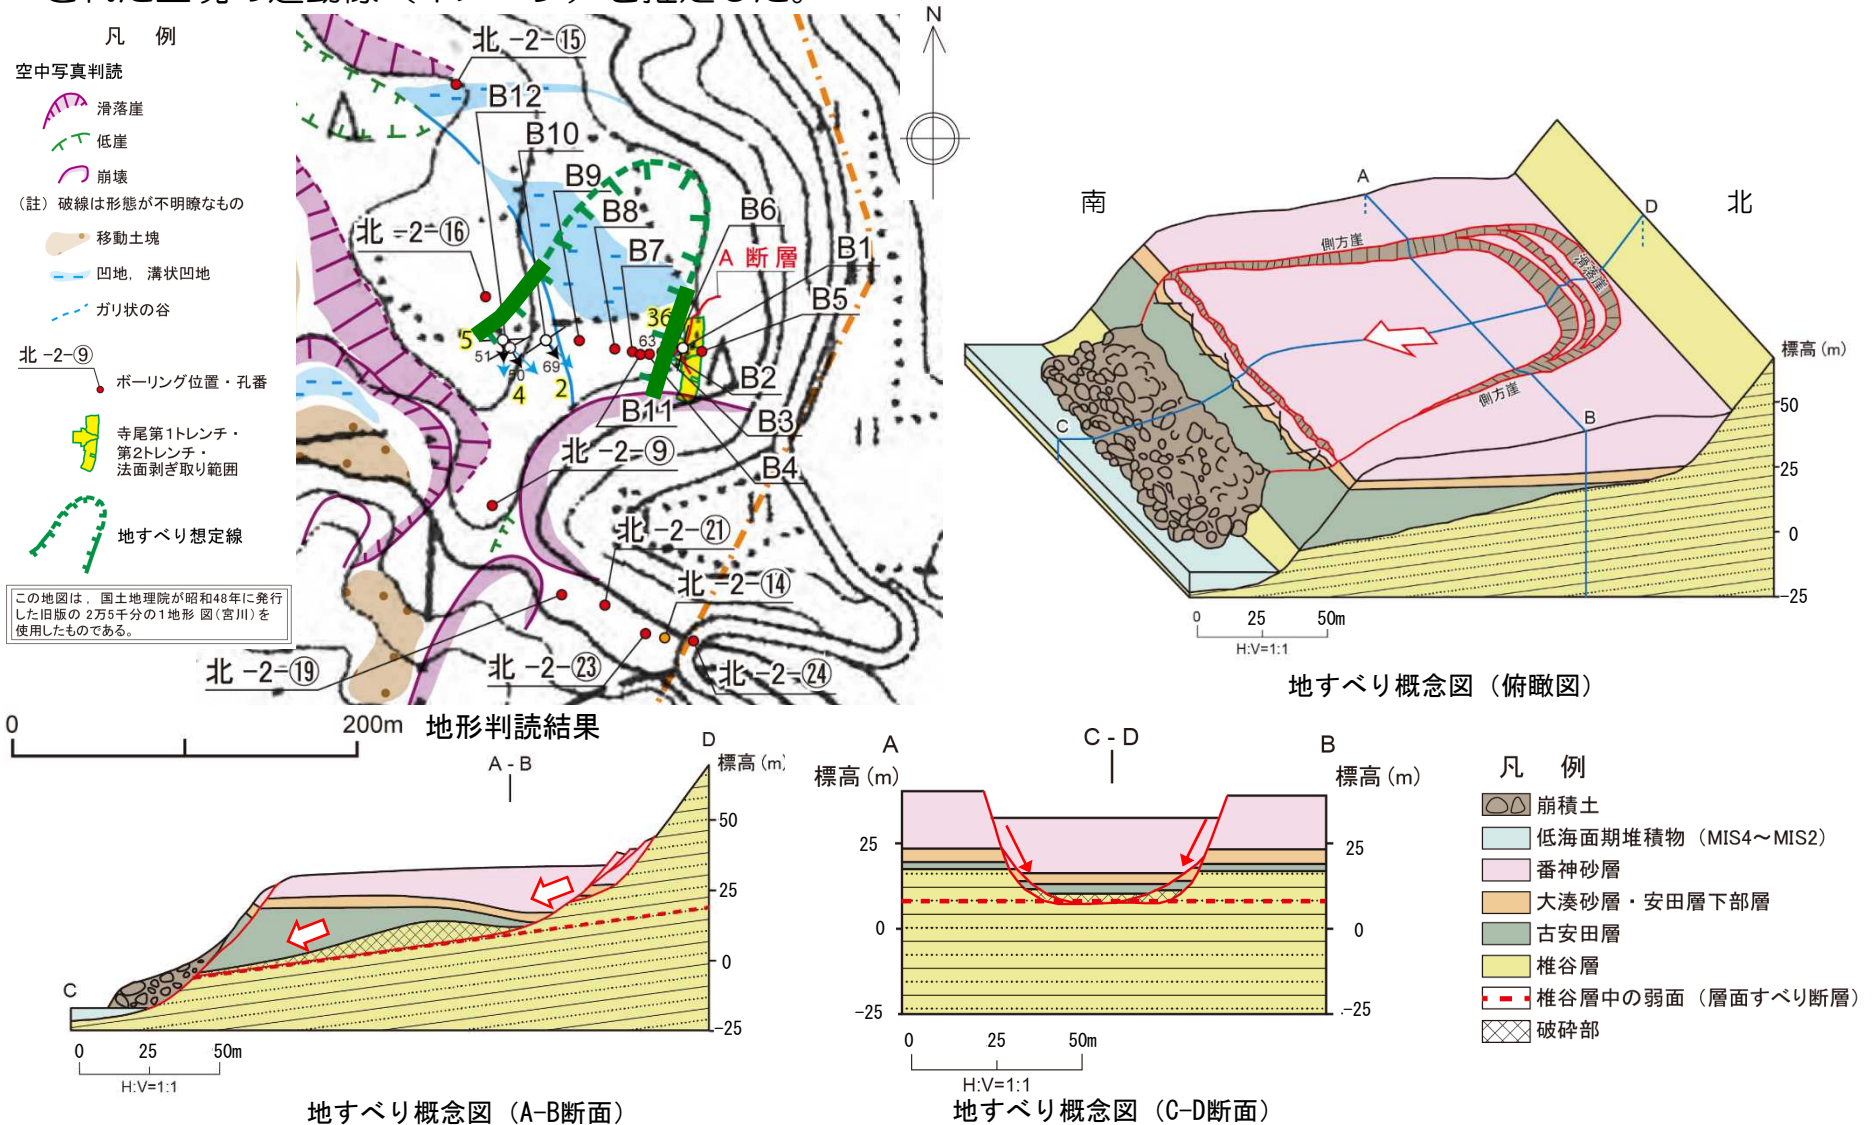 凡　例
空中写真判読
滑落崖
低崖
崩壊
（註）破線は形態が不明瞭なもの
移動土塊
凹地，溝状凹地
ガリ状の谷
北-2-⑨
ボーリング位置・孔番
寺尾第1トレンチ・
第2トレンチ・
法面剥ぎ取り範囲
地すべり想定線
この地図は，国土地理院が昭和48年に発行
した旧版の 2万5千分の1地形 図（宮川）を
使用したものである。
北-2-⑮
B12
B10
B9
B8
B7
B6
A 断層
B1
B5
北-2-⑯
36
63
5
51
50
69
4
2
B2
B11
B3
B4
北-2-⑨
北-2-㉑
北-2-⑭
北-2-⑲
北-2-㉓
北-2-㉔
N
0
200m
地形判読結果
南
北
A
D
側方崖
滑落崖
側方崖
B
C
標高(m)
50
25
0
-25
0
25
50m
H:V=1:1
地すべり概念図（俯瞰図）
A - B
D
標高(m)
50
25
0
-25
C
0
25
50m
H:V=1:1
地すべり概念図（A-B断面）
A
C - D
B
標高(m)
標高(m)
25
25
0
0
-25
-25
0
25
50m
H:V=1:1
地すべり概念図（C-D断面）
凡　例
崩積土
低海面期堆積物（MIS4～MIS2）
番神砂層
大湊砂層・安田層下部層
古安田層
椎谷層
椎谷層中の弱面（層面すべり断層）
破砕部